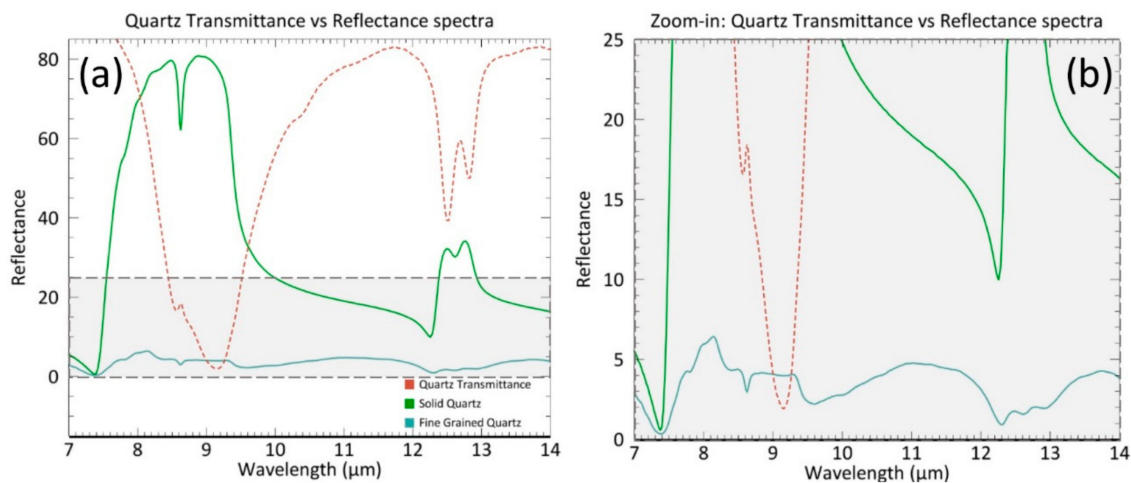 Quartz Transmittance vs Reflectance spectra
(a)
80
60
40
20
0
Reflectance
Quartz Transmittance
Solid Quartz
Fine Grained Quartz
7 8 9 10 11 12 13 14
Wavelength (μm)
Zoom-in: Quartz Transmittance vs Reflectance spectra
(b)
25
20
15
10
5
0
Reflectance
7 8 9 10 11 12 13 14
Wavelength (μm)